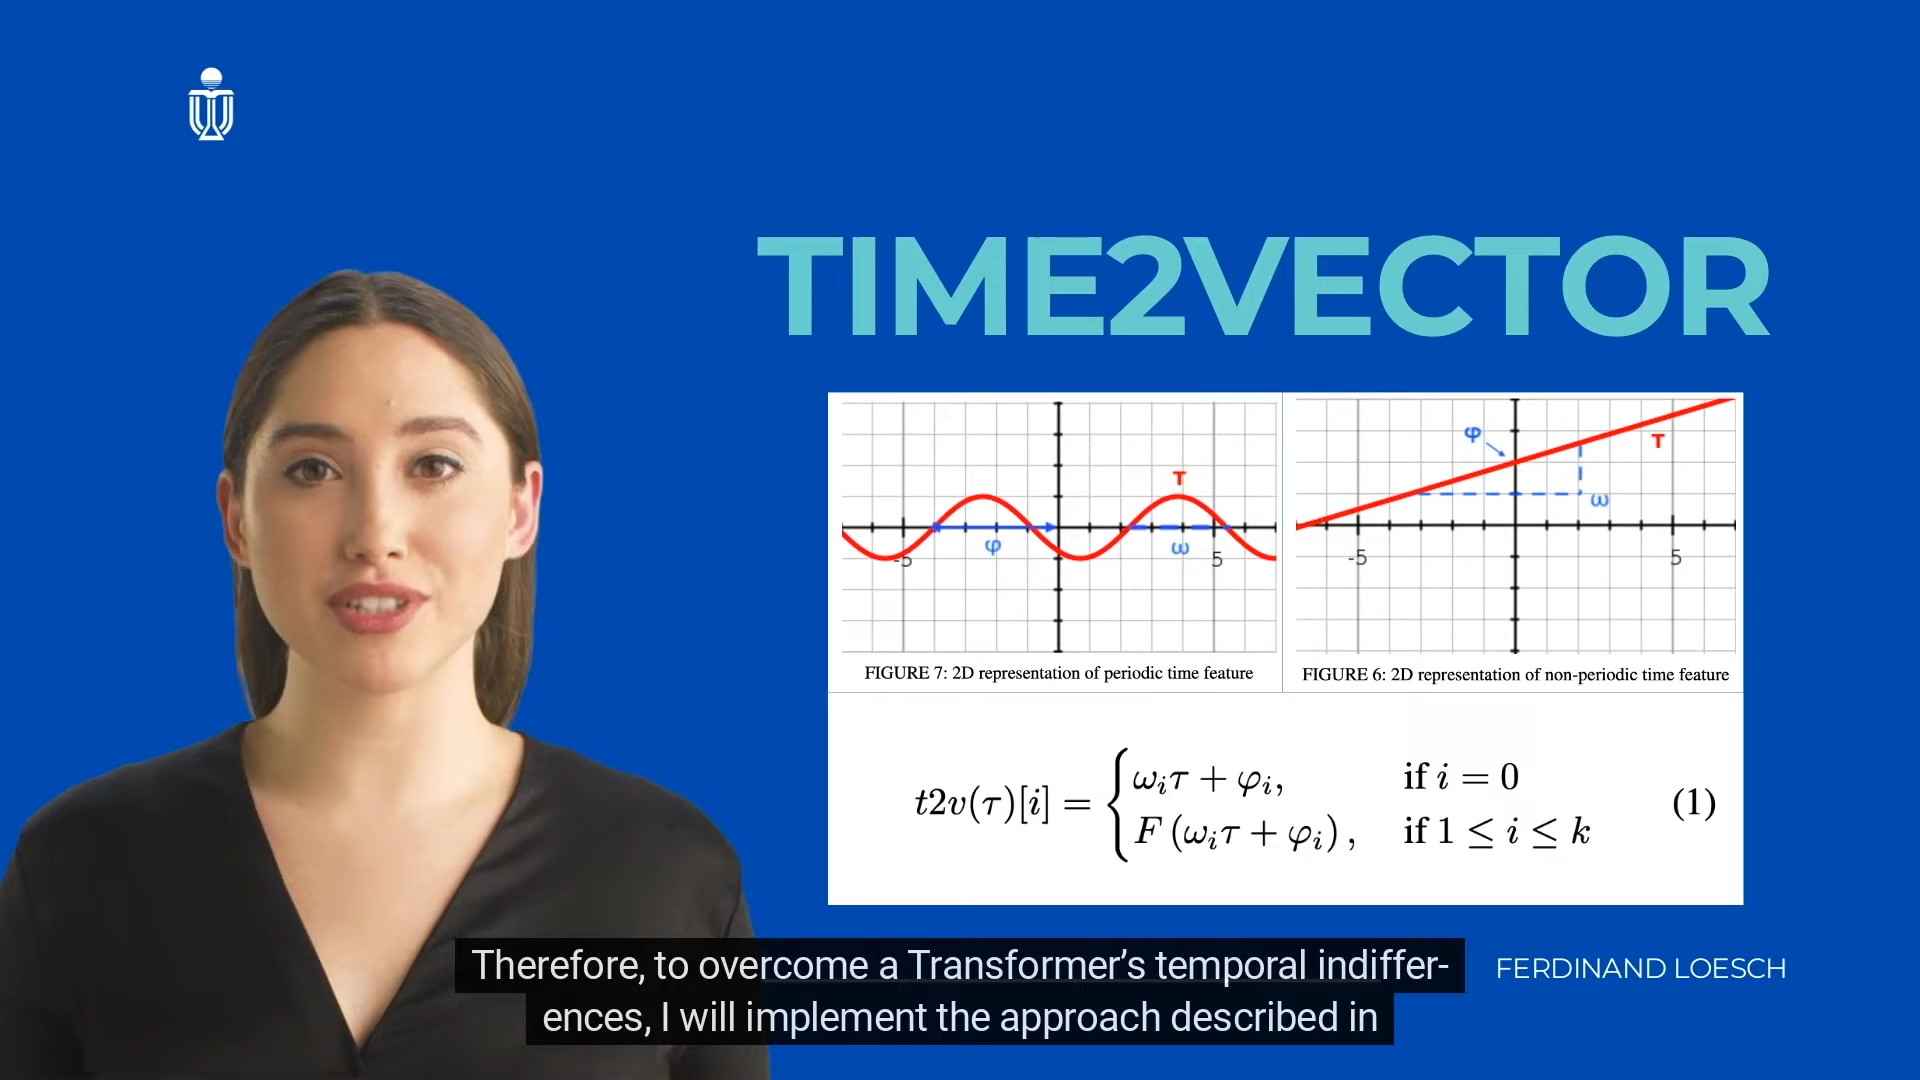 TIME2VECTOR
T
φ
ω
-5
5
φ
T
ω
-5
5
FIGURE 7: 2D representation of periodic time feature
FIGURE 6: 2D representation of non-periodic time feature
t2v(τ)[i] = { ω_i τ + φ_i, if i = 0
F (ω_i τ + φ_i) , if 1 ≤ i ≤ k (1)
Therefore, to overcome a Transformer’s temporal indiffer-
ences, I will implement the approach described in
FERDINAND LOESCH